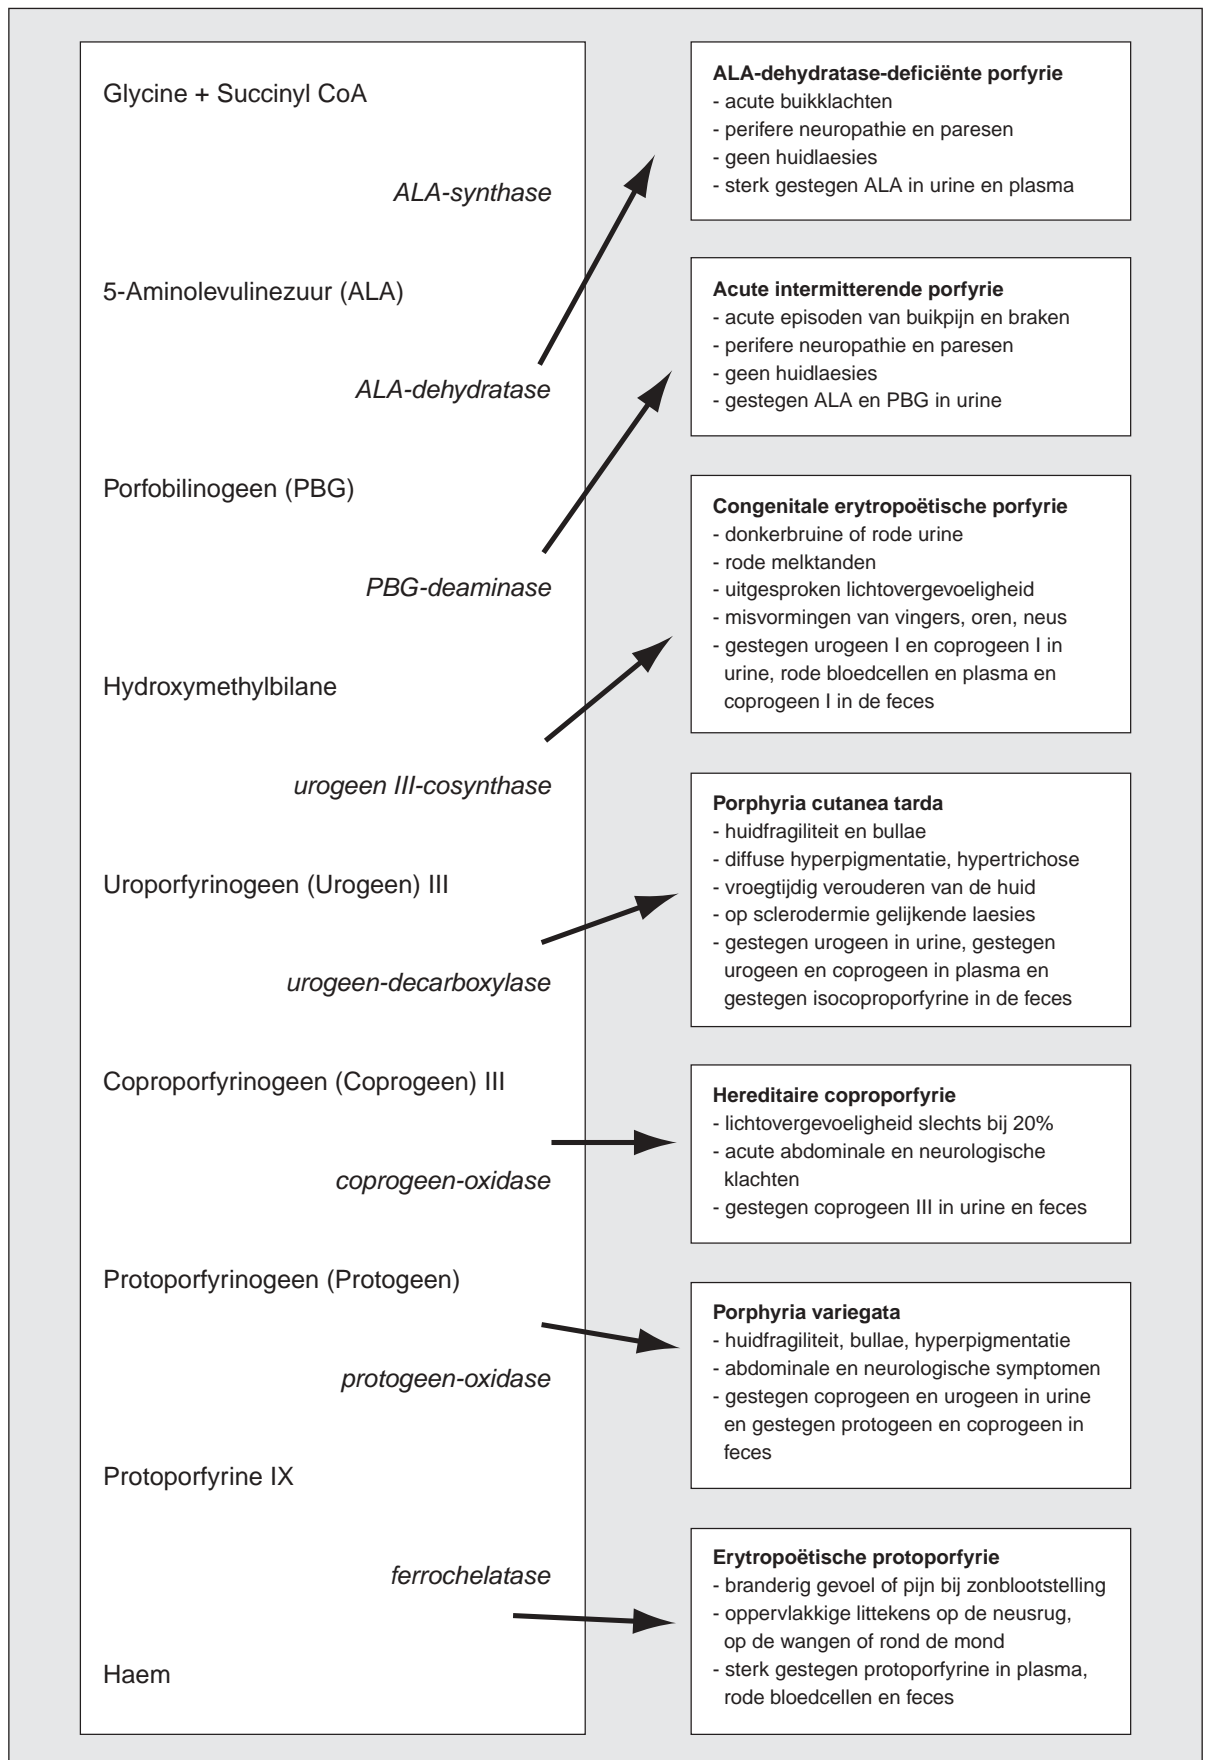 Glycine + Succinyl CoA
ALA-synthase
5-Aminolevulinezuur (ALA)
ALA-dehydratase
Porfobilinogeen (PBG)
PBG-deaminase
Hydroxymethylbilane
urogeen III-cosynthase
Uroporfyrinogeen (Urogeen) III
urogeen-decarboxylase
Coproporfyrinogeen (Coprogeen) III
coprogeen-oxidase
Protoporfyrinogeen (Protogeen)
protogeen-oxidase
Protoporfyrine IX
ferrochelatase
Haem
ALA-dehydratase-deficiënte porfyrie
- acute buikklachten
- perifere neuropathie en paresen
- geen huidlaesies
- sterk gestegen ALA in urine en plasma
Acute intermitterende porfyrie
- acute episoden van buikpijn en braken
- perifere neuropathie en paresen
- geen huidlaesies
- gestegen ALA en PBG in urine
Congenitale erytropoëtische porfyrie
- donkerbruine of rode urine
- rode melktanden
- uitgesproken lichtovergevoeligheid
- misvormingen van vingers, oren, neus
- gestegen urogeen I en coprogeen I in
urine, rode bloedcellen en plasma en
coprogeen I in de feces
Porphyria cutanea tarda
- huidfragiliteit en bullae
- diffuse hyperpigmentatie, hypertrichose
- vroegtijdig verouderen van de huid
- op sclerodermie gelijkende laesies
- gestegen urogeen in urine, gestegen
urogeen en coprogeen in plasma en
gestegen isocoproporfyrine in de feces
Hereditaire coproporfyrie
- lichtovergevoeligheid slechts bij 20%
- acute abdominale en neurologische
klachten
- gestegen coprogeen III in urine en feces
Porphyria variegata
- huidfragiliteit, bullae, hyperpigmentatie
- abdominale en neurologische symptomen
- gestegen coprogeen en urogeen in urine
en gestegen protogeen en coprogeen in
feces
Erytropoëtische protoporfyrie
- branderig gevoel of pijn bij zonblootstelling
- oppervlakkige littekens op de neusrug,
op de wangen of rond de mond
- sterk gestegen protoporfyrine in plasma,
rode bloedcellen en feces